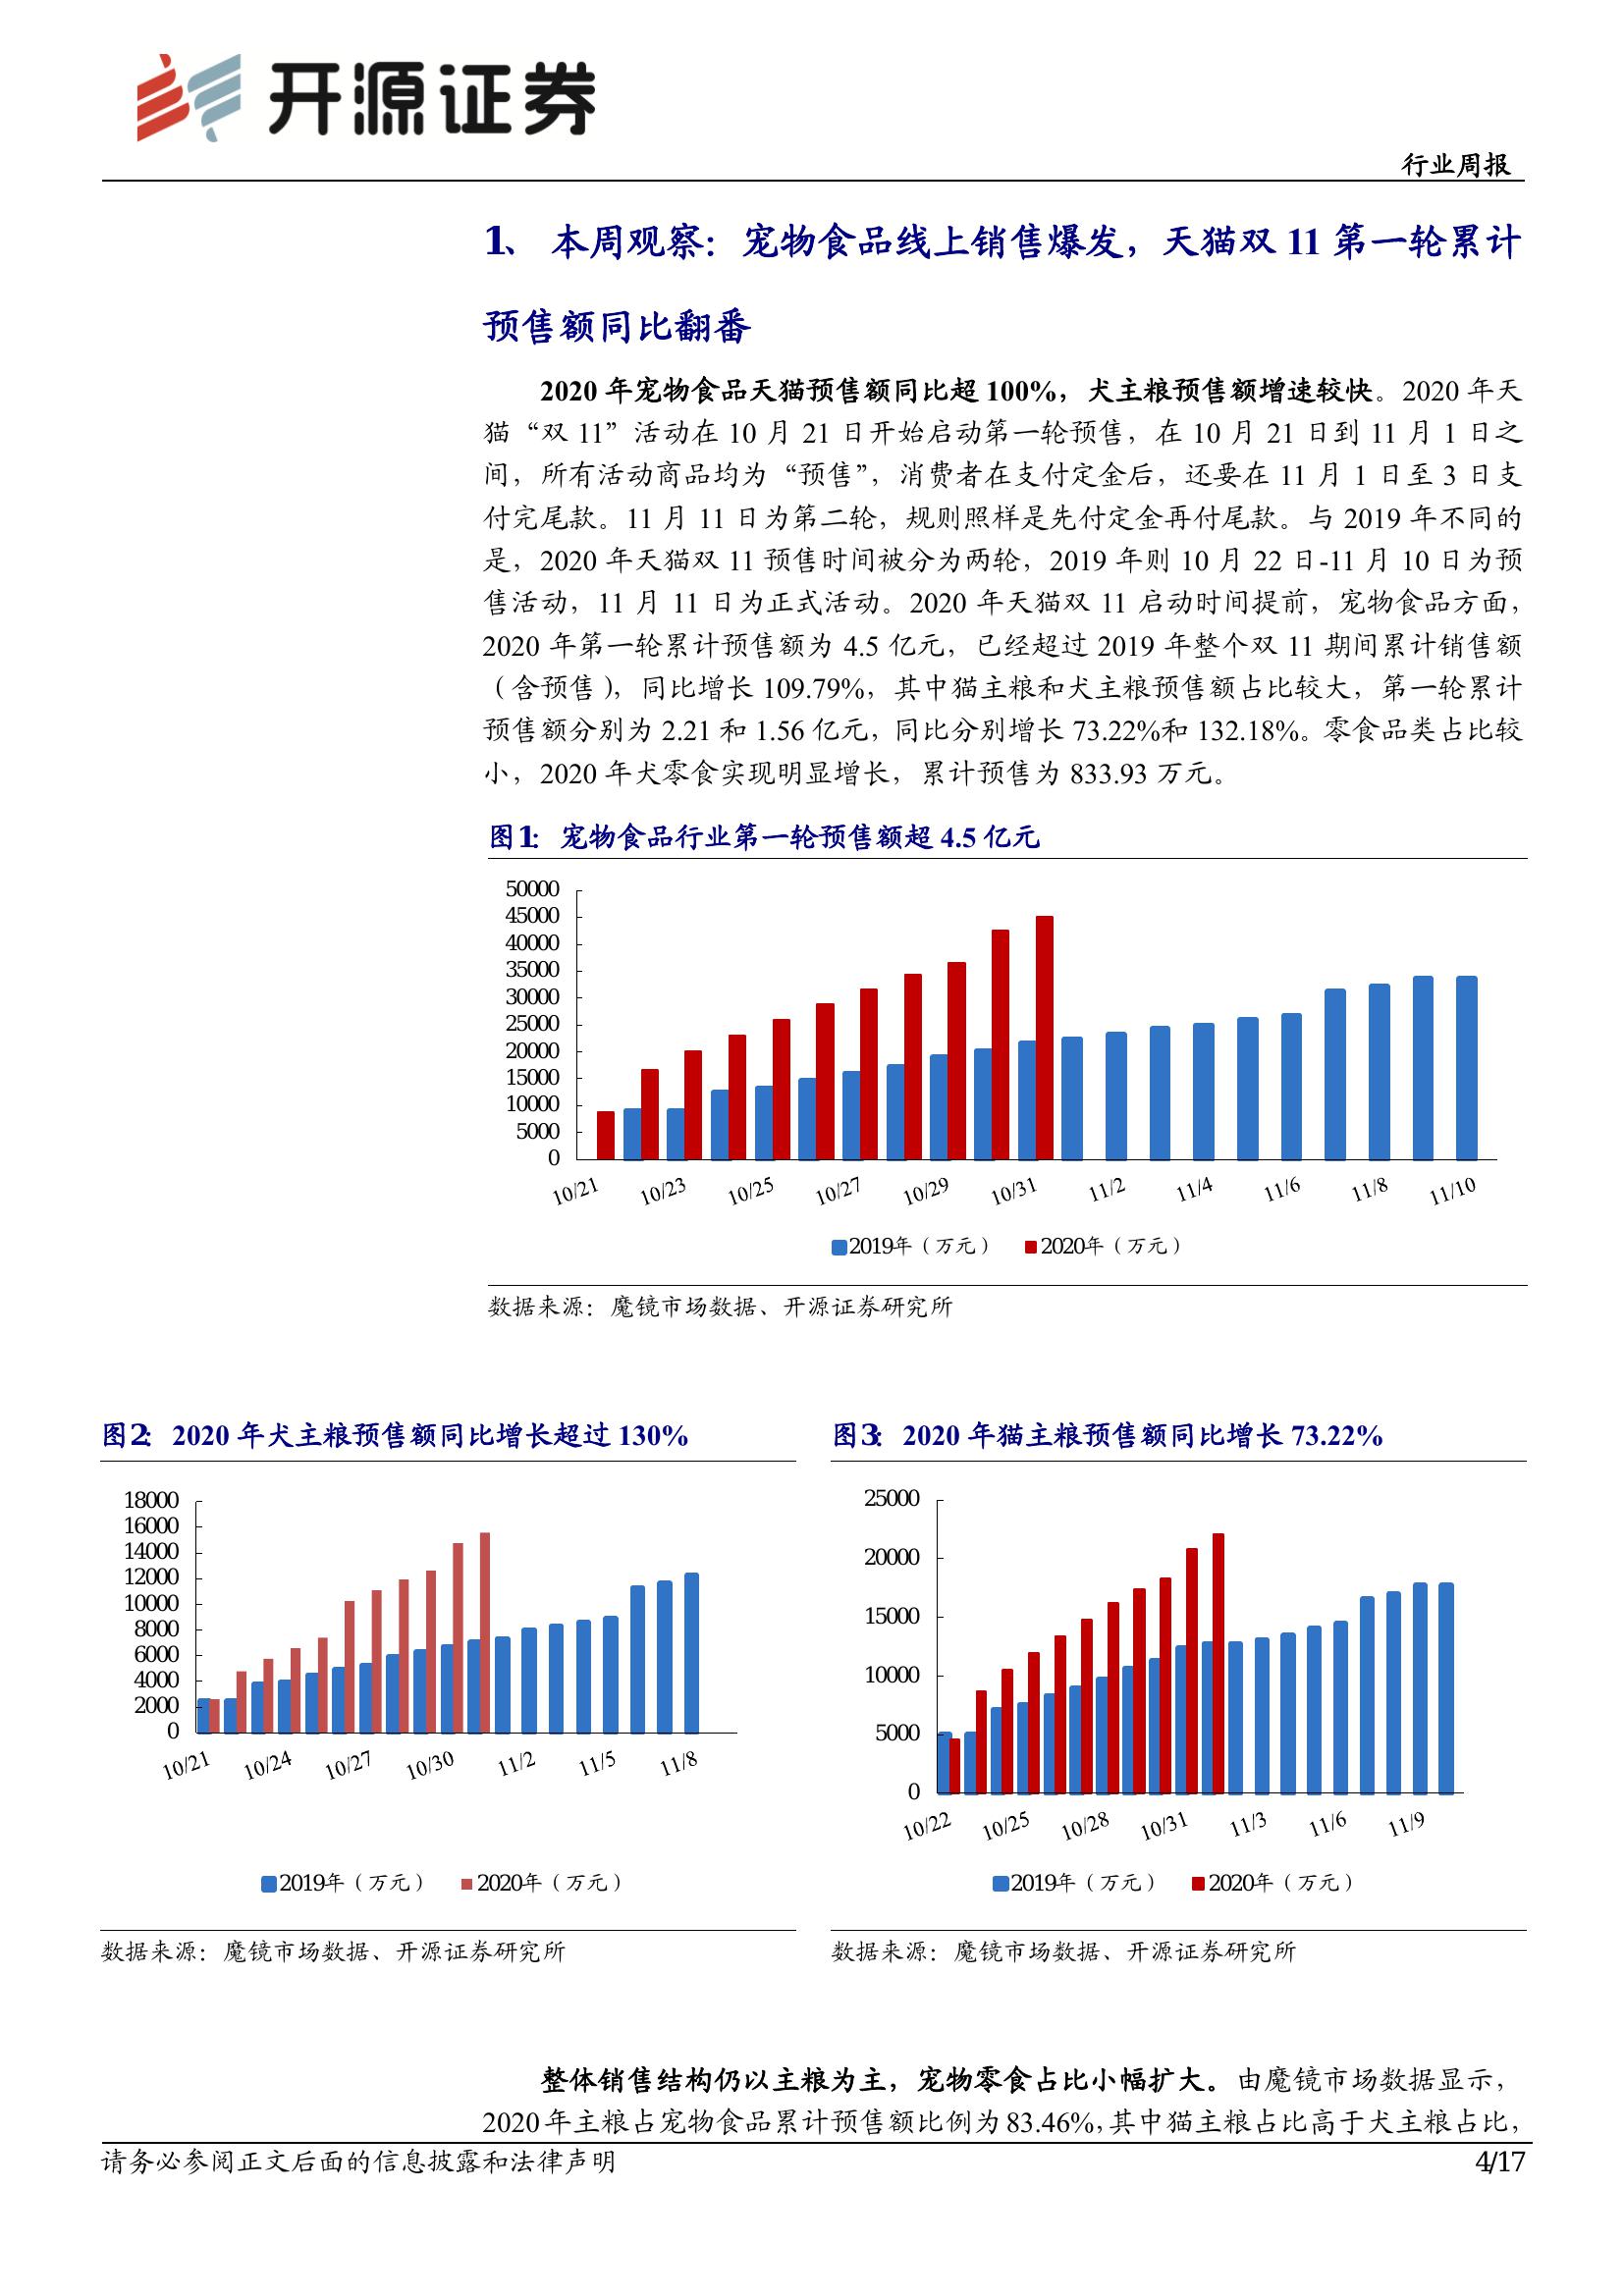 开源证券
行业周报
1、 本周观察：宠物食品线上销售爆发，天猫双 11 第一轮累计
预售额同比翻番
2020 年宠物食品天猫预售额同比超 100%，犬主粮预售额增速较快。2020 年天
猫“双 11”活动在 10 月 21 日开始启动第一轮预售，在 10 月 21 日到 11 月 1 日之
间，所有活动商品均为“预售”，消费者在支付定金后，还要在 11 月 1 日至 3 日支
付完尾款。11 月 11 日为第二轮，规则照样是先付定金再付尾款。与 2019 年不同的
是，2020 年天猫双 11 预售时间被分为两轮，2019 年则 10 月 22 日-11 月 10 日为预
售活动，11 月 11 日为正式活动。2020 年天猫双 11 启动时间提前，宠物食品方面，
2020 年第一轮累计预售额为 4.5 亿元，已经超过 2019 年整个双 11 期间累计销售额
（含预售），同比增长 109.79%，其中猫主粮和犬主粮预售额占比较大，第一轮累计
预售额分别为 2.21 和 1.56 亿元，同比分别增长 73.22%和 132.18%。零食品类占比较
小，2020 年犬零食实现明显增长，累计预售为 833.93 万元。
图1：宠物食品行业第一轮预售额超 4.5 亿元
50000
45000
40000
35000
30000
25000
20000
15000
10000
5000
0
10/21 10/23 10/25 10/27 10/29 10/31 11/2 11/4 11/6 11/8 11/10
2019年（万元） 2020年（万元）
数据来源：魔镜市场数据、开源证券研究所
图2：2020 年犬主粮预售额同比增长超过 130%
18000
16000
14000
12000
10000
8000
6000
4000
2000
0
10/21 10/24 10/27 10/30 11/2 11/5 11/8
2019年（万元） 2020年（万元）
数据来源：魔镜市场数据、开源证券研究所
图3：2020 年猫主粮预售额同比增长 73.22%
25000
20000
15000
10000
5000
0
10/22 10/25 10/28 10/31 11/3 11/6 11/9
2019年（万元） 2020年（万元）
数据来源：魔镜市场数据、开源证券研究所
整体销售结构仍以主粮为主，宠物零食占比小幅扩大。由魔镜市场数据显示，
2020 年主粮占宠物食品累计预售额比例为 83.46%，其中猫主粮占比高于犬主粮占比，
请务必参阅正文后面的信息披露和法律声明
4/17